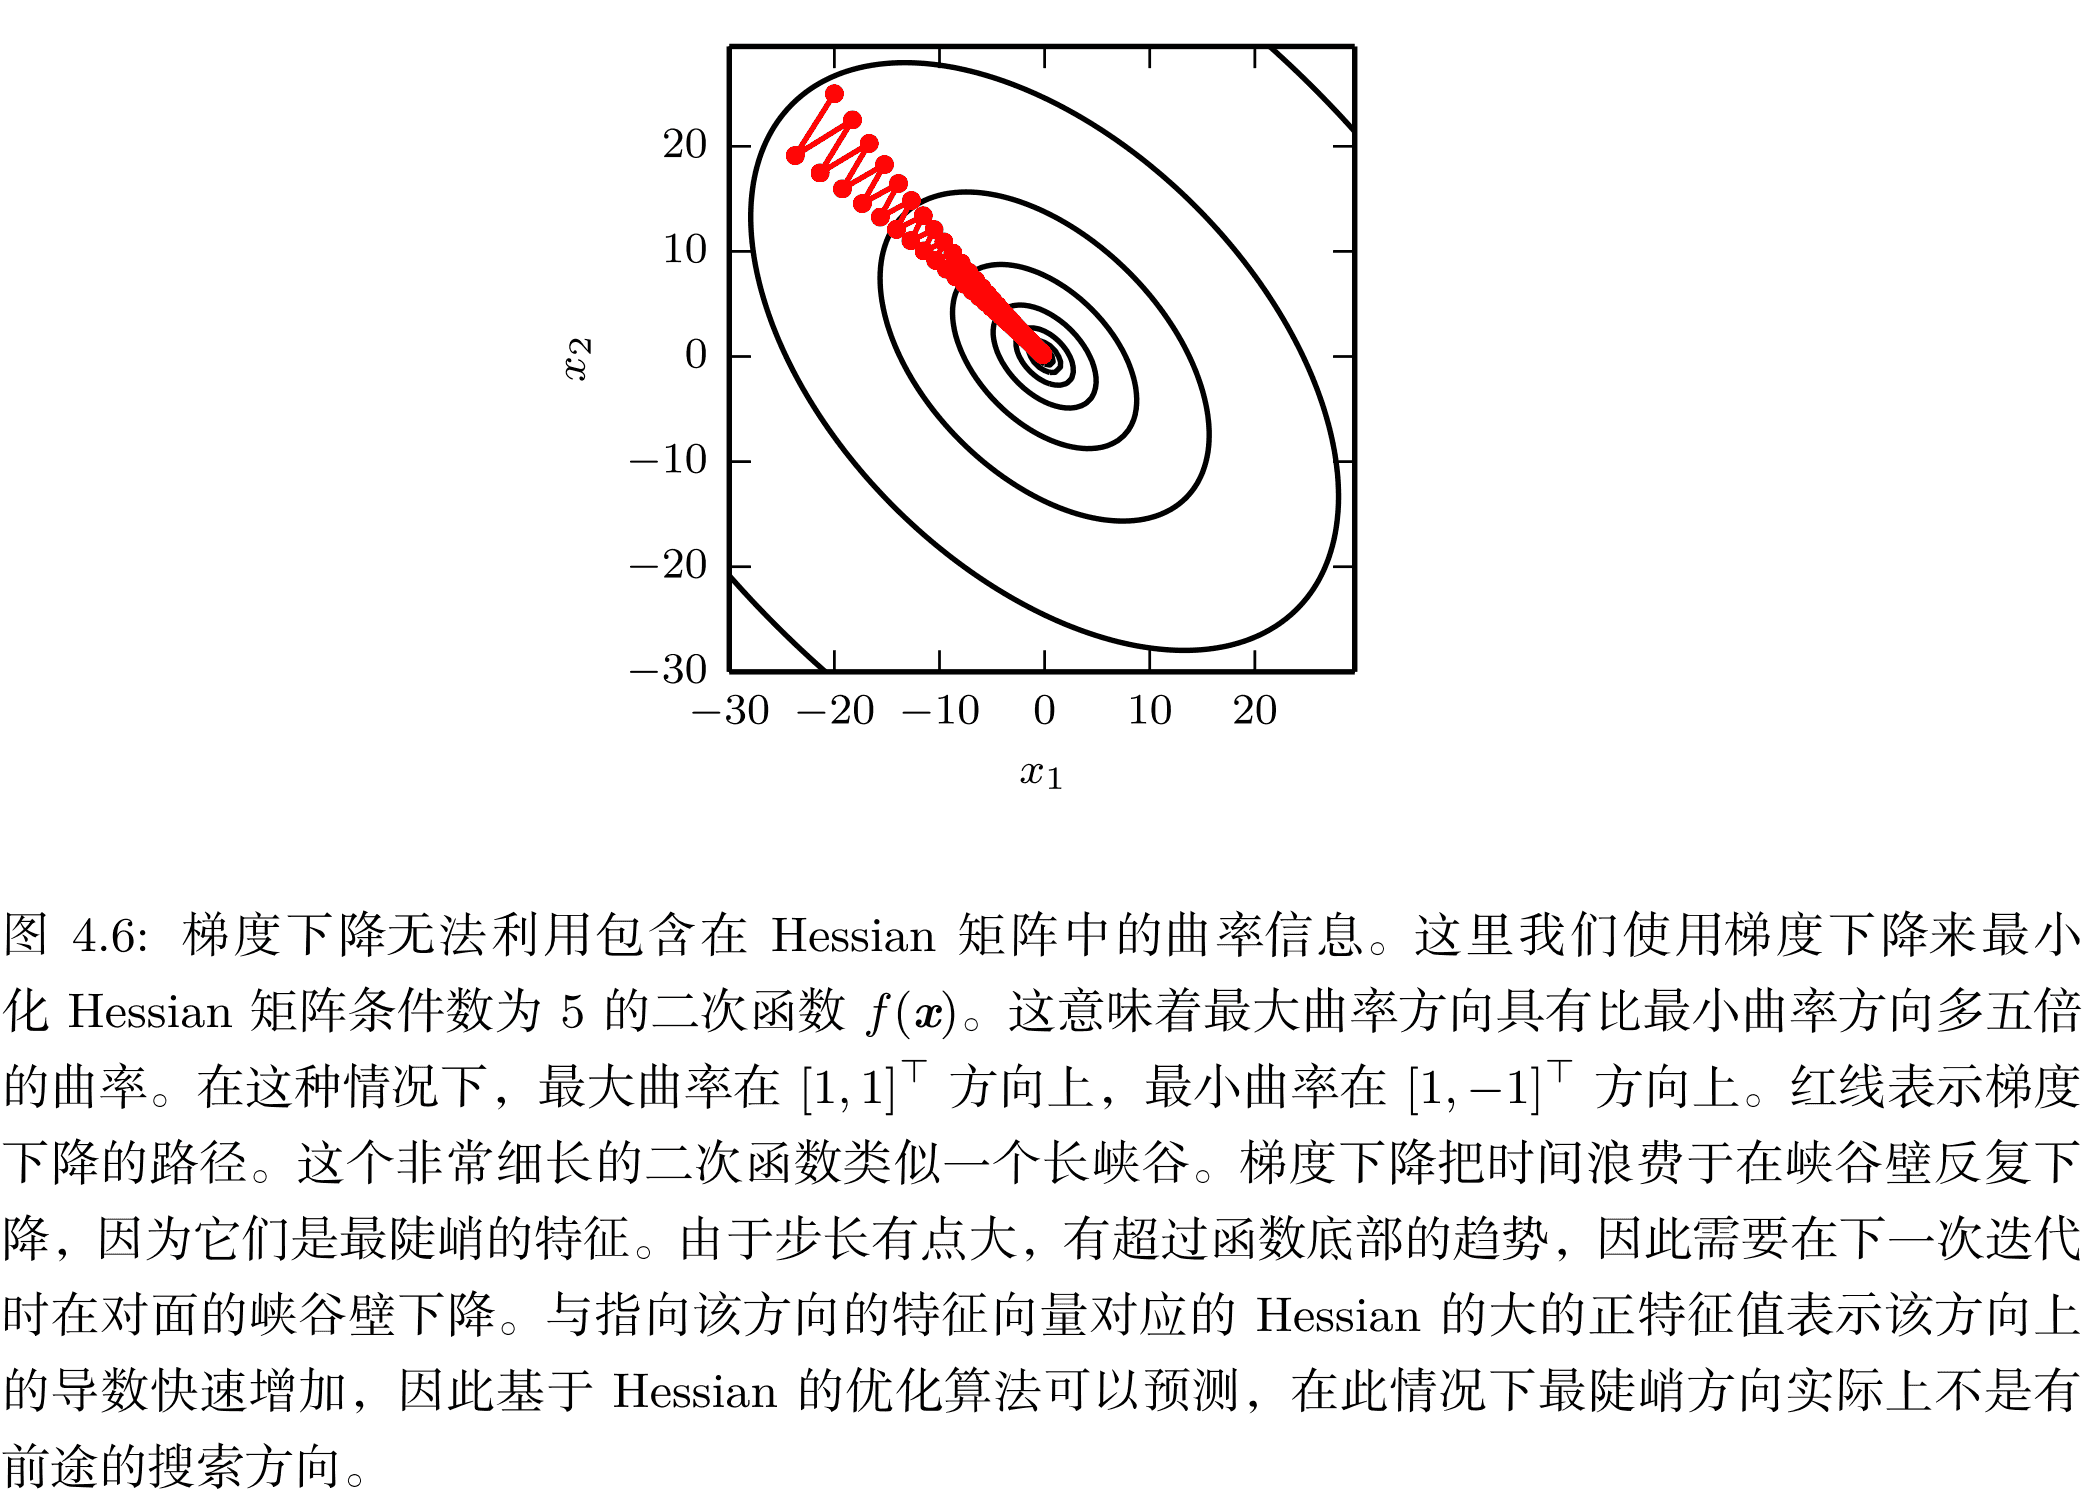 20
10
0
−10
−20
−30
−30 −20 −10 0 10 20
x₂
x₁
图 4.6: 梯度下降无法利用包含在 Hessian 矩阵中的曲率信息。这里我们使用梯度下降来最小
化 Hessian 矩阵条件数为 5 的二次函数 f(x)。这意味着最大曲率方向具有比最小曲率方向多五倍
的曲率。在这种情况下，最大曲率在 [1, 1]⊤ 方向上，最小曲率在 [1, −1]⊤ 方向上。红线表示梯度
下降的路径。这个非常细长的二次函数类似一个长峡谷。梯度下降把时间浪费于在峡谷壁反复下
降，因为它们是最陡峭的特征。由于步长有点大，有超过函数底部的趋势，因此需要在下一次迭代
时在对面的峡谷壁下降。与指向该方向的特征向量对应的 Hessian 的大的正特征值表示该方向上
的导数快速增加，因此基于 Hessian 的优化算法可以预测，在此情况下最陡峭方向实际上不是有
前途的搜索方向。